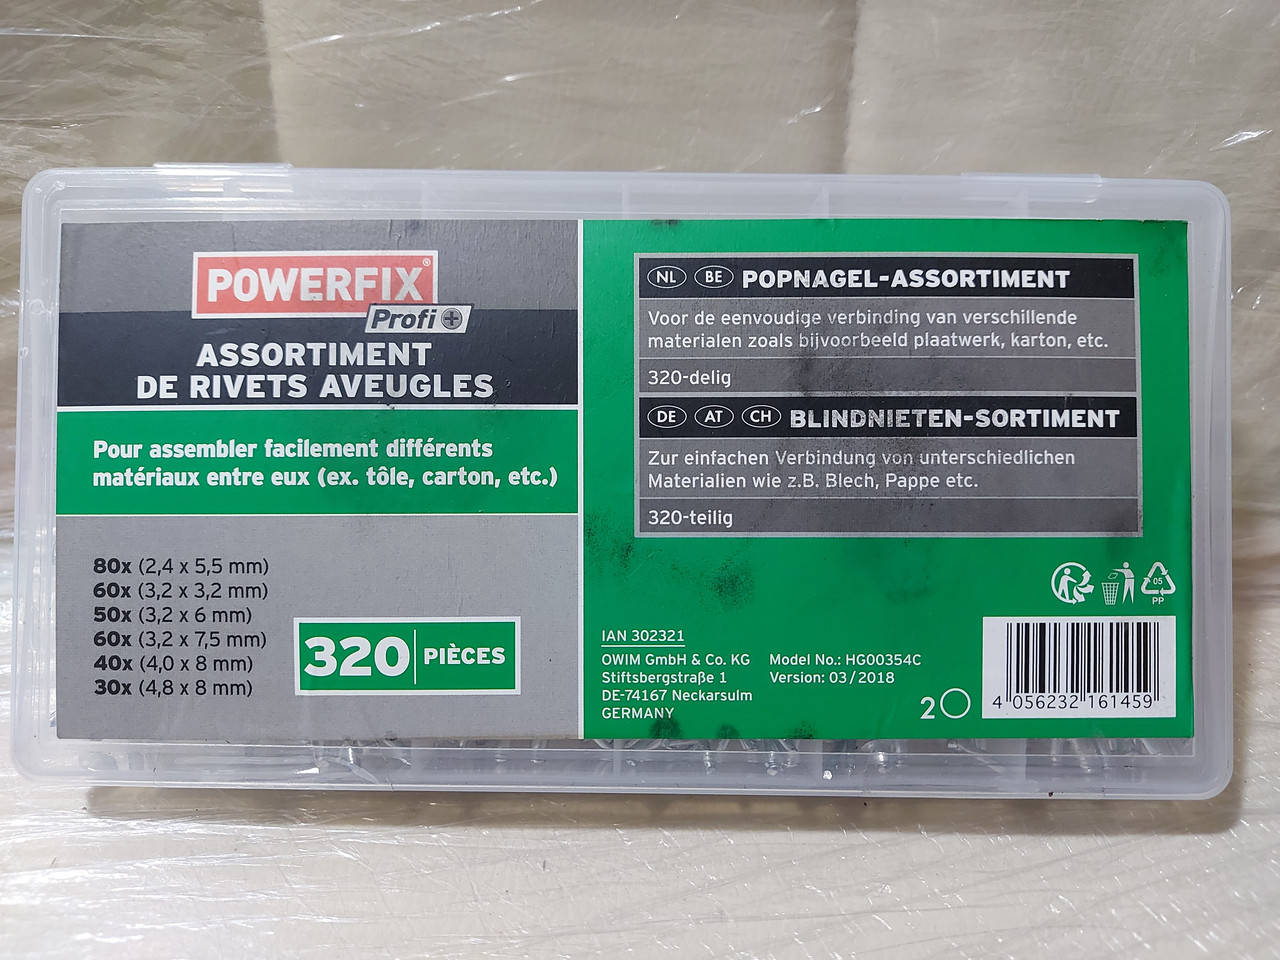 POWERFIX®
Profi+
ASSORTIMENT
DE RIVETS AVEUGLES
Pour assembler facilement différents
matériaux entre eux (ex. tôle, carton, etc.)
80x (2,4 x 5,5 mm)
60x (3,2 x 3,2 mm)
50x (3,2 x 6 mm)
60x (3,2 x 7,5 mm)
40x (4,0 x 8 mm)
30x (4,8 x 8 mm)
320 PIÈCES
NL BE POPNAGEL-ASSORTIMENT
Voor de eenvoudige verbinding van verschillende
materialen zoals bijvoorbeeld plaatwerk, karton, etc.
320-delig
DE AT CH BLINDNIETEN-SORTIMENT
Zur einfachen Verbindung von unterschiedlichen
Materialien wie z.B. Blech, Pappe etc.
320-teilig
05
PP
IAN 302321
OWIM GmbH & Co. KG
Stiftsbergstraße 1
DE-74167 Neckarsulm
GERMANY
Model No.: HG00354C
Version: 03/2018
2
4 056232 161459